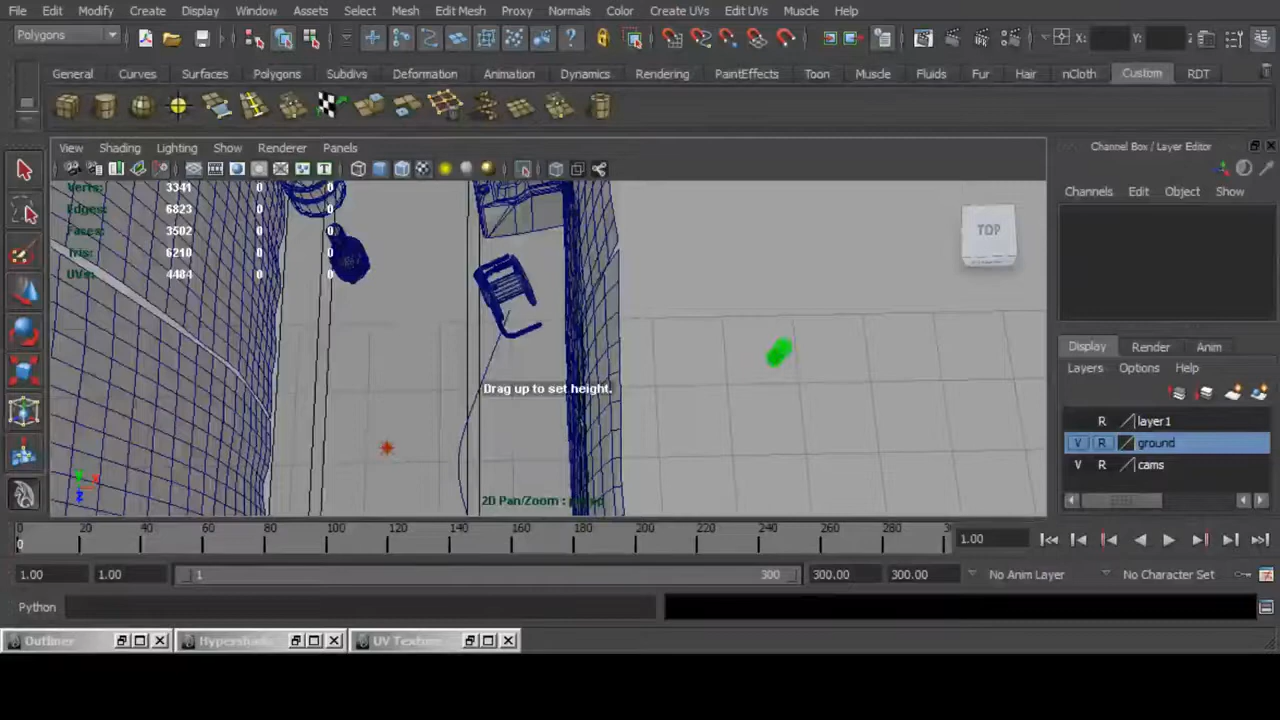 File Edit Modify Create Display Window Assets Select Mesh Edit Mesh Proxy Normals Color Create UVs Edit UVs Muscle Help
Polygons X: Y: Z
General Curves Surfaces Polygons Subdivs Deformation Animation Dynamics Rendering PaintEffects Toon Muscle Fluids Fur Hair nCloth Custom RDT
View Shading Lighting Show Renderer Panels
Channel Box / Layer Editor
Channels Edit Object Show
Verts: 3341 0 0
Edges: 6823 0 0
Faces: 3502 0 0
Tris: 6210 0 0
UVs: 4484 0 0
TOP
Drag up to set height.
2D Pan/Zoom :
Display Render Anim
Layers Options Help
R layer1
V R ground
V R cams
0 20 40 60 80 100 120 140 160 180 200 220 240 260 280
0
1.00
1.00 1.00 1 300 300.00 300.00 No Anim Layer No Character Set
Python
Outliner Hypershade UV Texture